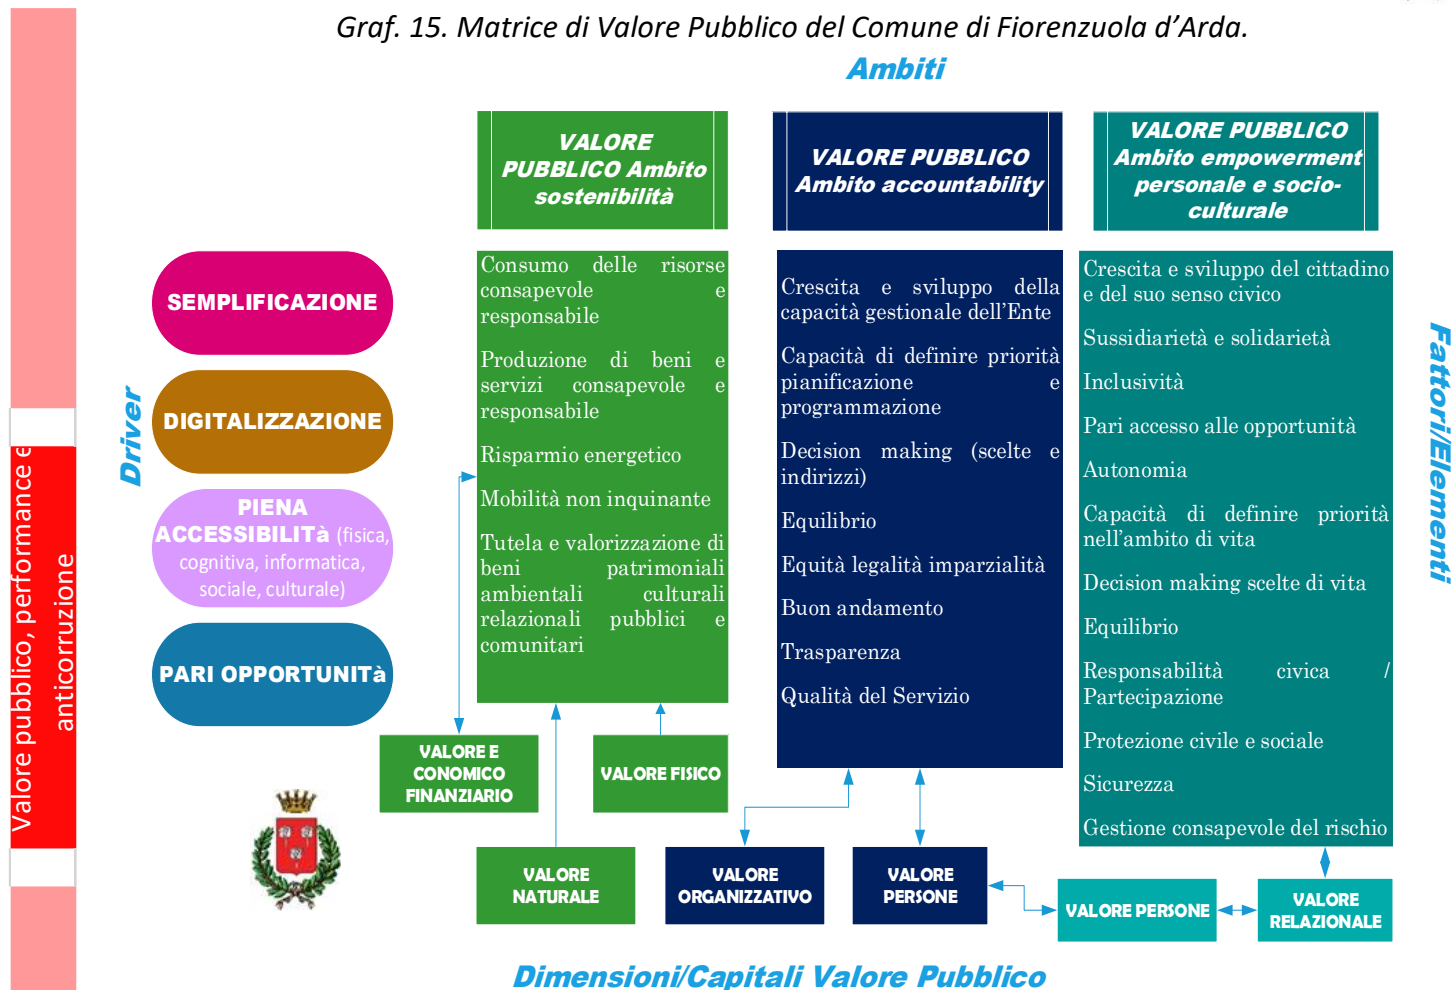 Graf. 15. Matrice di Valore Pubblico del Comune di Fiorenzuola d'Arda.
Ambiti
VALORE
PUBBLICO Ambito
sostenibilità
VALORE PUBBLICO
Ambito accountability
VALORE PUBBLICO
Ambito empowerment
personale e socio-
culturale
Driver
SEMPLIFICAZIONE
DIGITALIZZAZIONE
PIENA
ACCESSIBILITà (fisica,
cognitiva, informatica,
sociale, culturale)
PARI OPPORTUNITà
Consumo delle risorse
consapevole e
responsabile
Produzione di beni e
servizi consapevole e
responsabile
Risparmio energetico
Mobilità non inquinante
Tutela e valorizzazione di
beni patrimoniali
ambientali culturali
relazionali pubblici e
comunitari
Crescita e sviluppo della
capacità gestionale dell'Ente
Capacità di definire priorità
pianificazione e
programmazione
Decision making (scelte e
indirizzi)
Equilibrio
Equità legalità imparzialità
Buon andamento
Trasparenza
Qualità del Servizio
Crescita e sviluppo del cittadino
e del suo senso civico
Sussidiarietà e solidarietà
Inclusività
Pari accesso alle opportunità
Autonomia
Capacità di definire priorità
nell'ambito di vita
Decision making scelte di vita
Equilibrio
Responsabilità civica /
Partecipazione
Protezione civile e sociale
Sicurezza
Gestione consapevole del rischio
Fattori/Elementi
Valore pubblico, performance e
anticorruzione
VALORE E
CONOMICO
FINANZIARIO
VALORE FISICO
VALORE
NATURALE
VALORE
ORGANIZZATIVO
VALORE
PERSONE
VALORE PERSONE
VALORE
RELAZIONALE
Dimensioni/Capitali Valore Pubblico